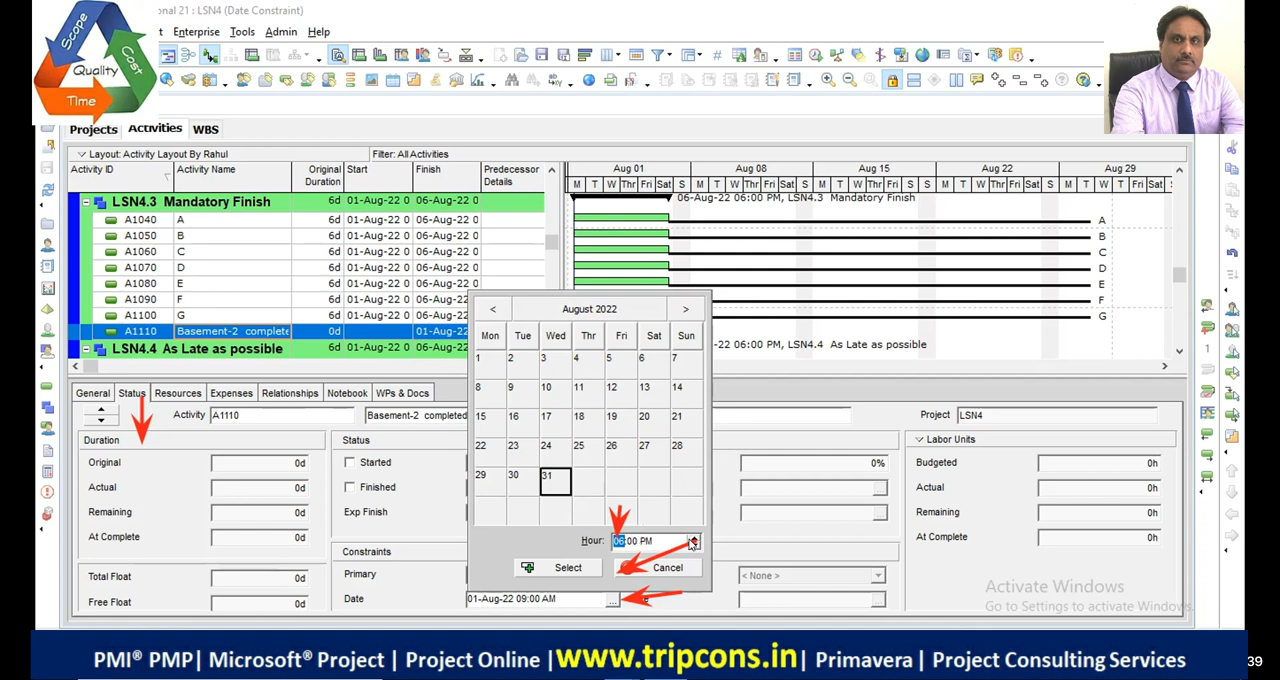 onal 21 : LSN4 (Date Constraint)
Scope
Cost
Quality
Time
t Enterprise Tools Admin Help
Projects Activities WBS
Layout: Activity Layout By Rahul
Filter: All Activities
Activity ID Activity Name Original Duration Start Finish Predecessor Details
Aug 01 Aug 08 Aug 15 Aug 22 Aug 29
M T W Thr Fri Sat S M T W Thr Fri Sat S M T W Thr Fri Sat S M T W Thr Fri Sat S M T W Thr Fri Sat
LSN4.3 Mandatory Finish 6d 01-Aug-22 0 06-Aug-22 0
06-Aug-22 06:00 PM, LSN4.3 Mandatory Finish
A1040 A 6d 01-Aug-22 0 06-Aug-22 0 A
A1050 B 6d 01-Aug-22 0 06-Aug-22 0 B
A1060 C 6d 01-Aug-22 0 06-Aug-22 0 C
A1070 D 6d 01-Aug-22 0 06-Aug-22 0 D
A1080 E 6d 01-Aug-22 0 06-Aug-22 0 E
A1090 F 6d 01-Aug-22 0 06-Aug-22 0 F
A1100 G 6d 01-Aug-22 0 06-Aug-22 0 G
A1110 Basement-2 complete 0d 01-Aug-22 0
LSN4.4 As Late as possible 6d 01-Aug-22 0 06-Aug-22 0
-22 06:00 PM, LSN4.4 As Late as possible
< August 2022 >
Mon Tue Wed Thr Fri Sat Sun
1 2 3 4 5 6 7
8 9 10 11 12 13 14
15 16 17 18 19 20 21
22 23 24 25 26 27 28
29 30 31
Hour: 06:00 PM
Select Cancel
General Status Resources Expenses Relationships Notebook WPs & Docs
Activity A1110 Basement-2 completed Project LSN4
Duration
Original 0d
Actual 0d
Remaining 0d
At Complete 0d
Total Float 0d
Free Float 0d
Status
Started 0%
Finished
Exp Finish
Constraints
Primary < None >
Date 01-Aug-22 09:00 AM ...
Labor Units
Budgeted 0h
Actual 0h
Remaining 0h
At Complete 0h
Activate Windows
Go to Settings to activate Windows.
PMI® PMP| Microsoft® Project | Project Online |www.tripcons.in| Primavera | Project Consulting Services
39